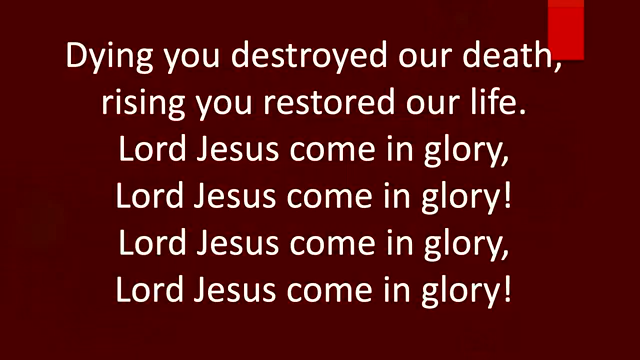 Dying you destroyed our death,
rising you restored our life.
Lord Jesus come in glory,
Lord Jesus come in glory!
Lord Jesus come in glory,
Lord Jesus come in glory!